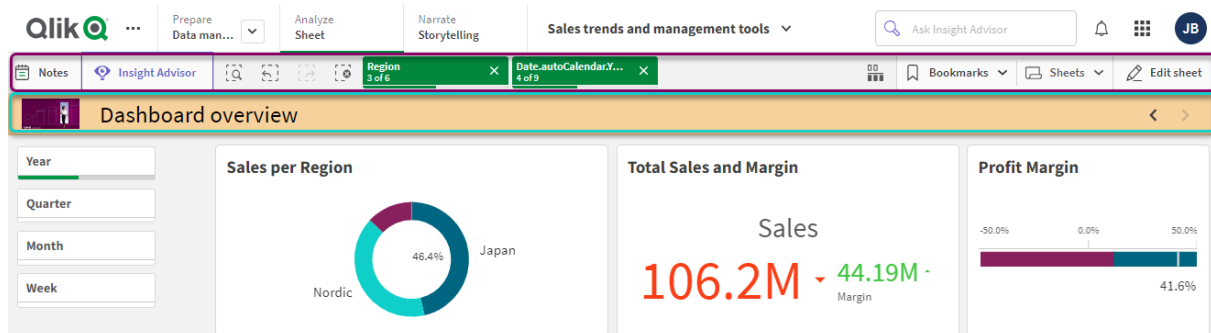 Qlik
Prepare
Data man...
Analyze
Sheet
Narrate
Storytelling
Sales trends and management tools
Ask Insight Advisor
JB
Notes
Insight Advisor
Region
3 of 6
Date.autoCalendar.Y...
4 of 9
Bookmarks
Sheets
Edit sheet
Dashboard overview
Year
Quarter
Month
Week
Sales per Region
46.4%
Japan
Nordic
Total Sales and Margin
Sales
106.2M
44.19M
Margin
Profit Margin
-50.0% 0.0% 50.0%
41.6%